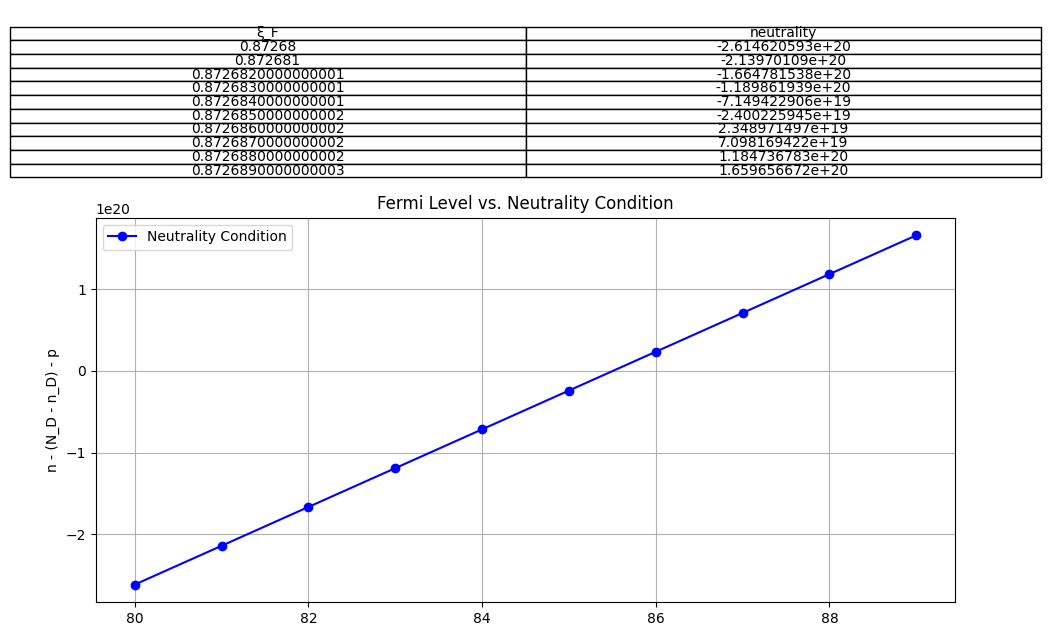 ξ_F neutrality
0.87268 -2.614620593e+20
0.872681 -2.13970109e+20
0.8726820000000001 -1.664781538e+20
0.8726830000000001 -1.189861939e+20
0.8726840000000001 -7.149422906e+19
0.8726850000000002 -2.400225945e+19
0.8726860000000002 2.348971497e+19
0.8726870000000002 7.098169422e+19
0.8726880000000002 1.184736783e+20
0.8726890000000003 1.659656672e+20
Fermi Level vs. Neutrality Condition
1e20
Neutrality Condition
1
0
−1
−2
n - (N_D - n_D) - p
80 82 84 86 88